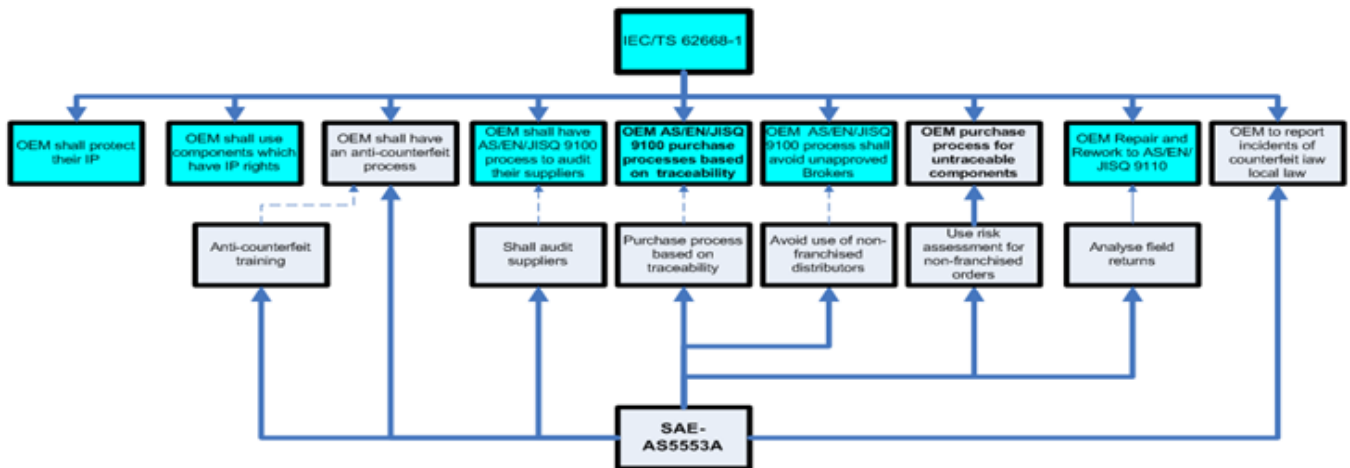 IEC/TS 62668-1
OEM shall protect
their IP
OEM shall use
components which
have IP rights
OEM shall have
an anti-counterfeit
process
OEM shall have
AS/EN/JISQ 9100
process to audit
their suppliers
OEM AS/EN/JISQ
9100 purchase
processes based
on traceability
OEM AS/EN/JISQ
9100 process shall
avoid unapproved
Brokers
OEM purchase
process for
untraceable
components
OEM Repair and
Rework to AS/EN/
JISQ 9110
OEM to report
incidents of
counterfeit iaw
local law
Anti-counterfeit
training
Shall audit
suppliers
Purchase process
based on
traceability
Avoid use of non-
franchised
distributors
Use risk
assessment for
non-franchised
orders
Analyse field
returns
SAE-
AS5553A